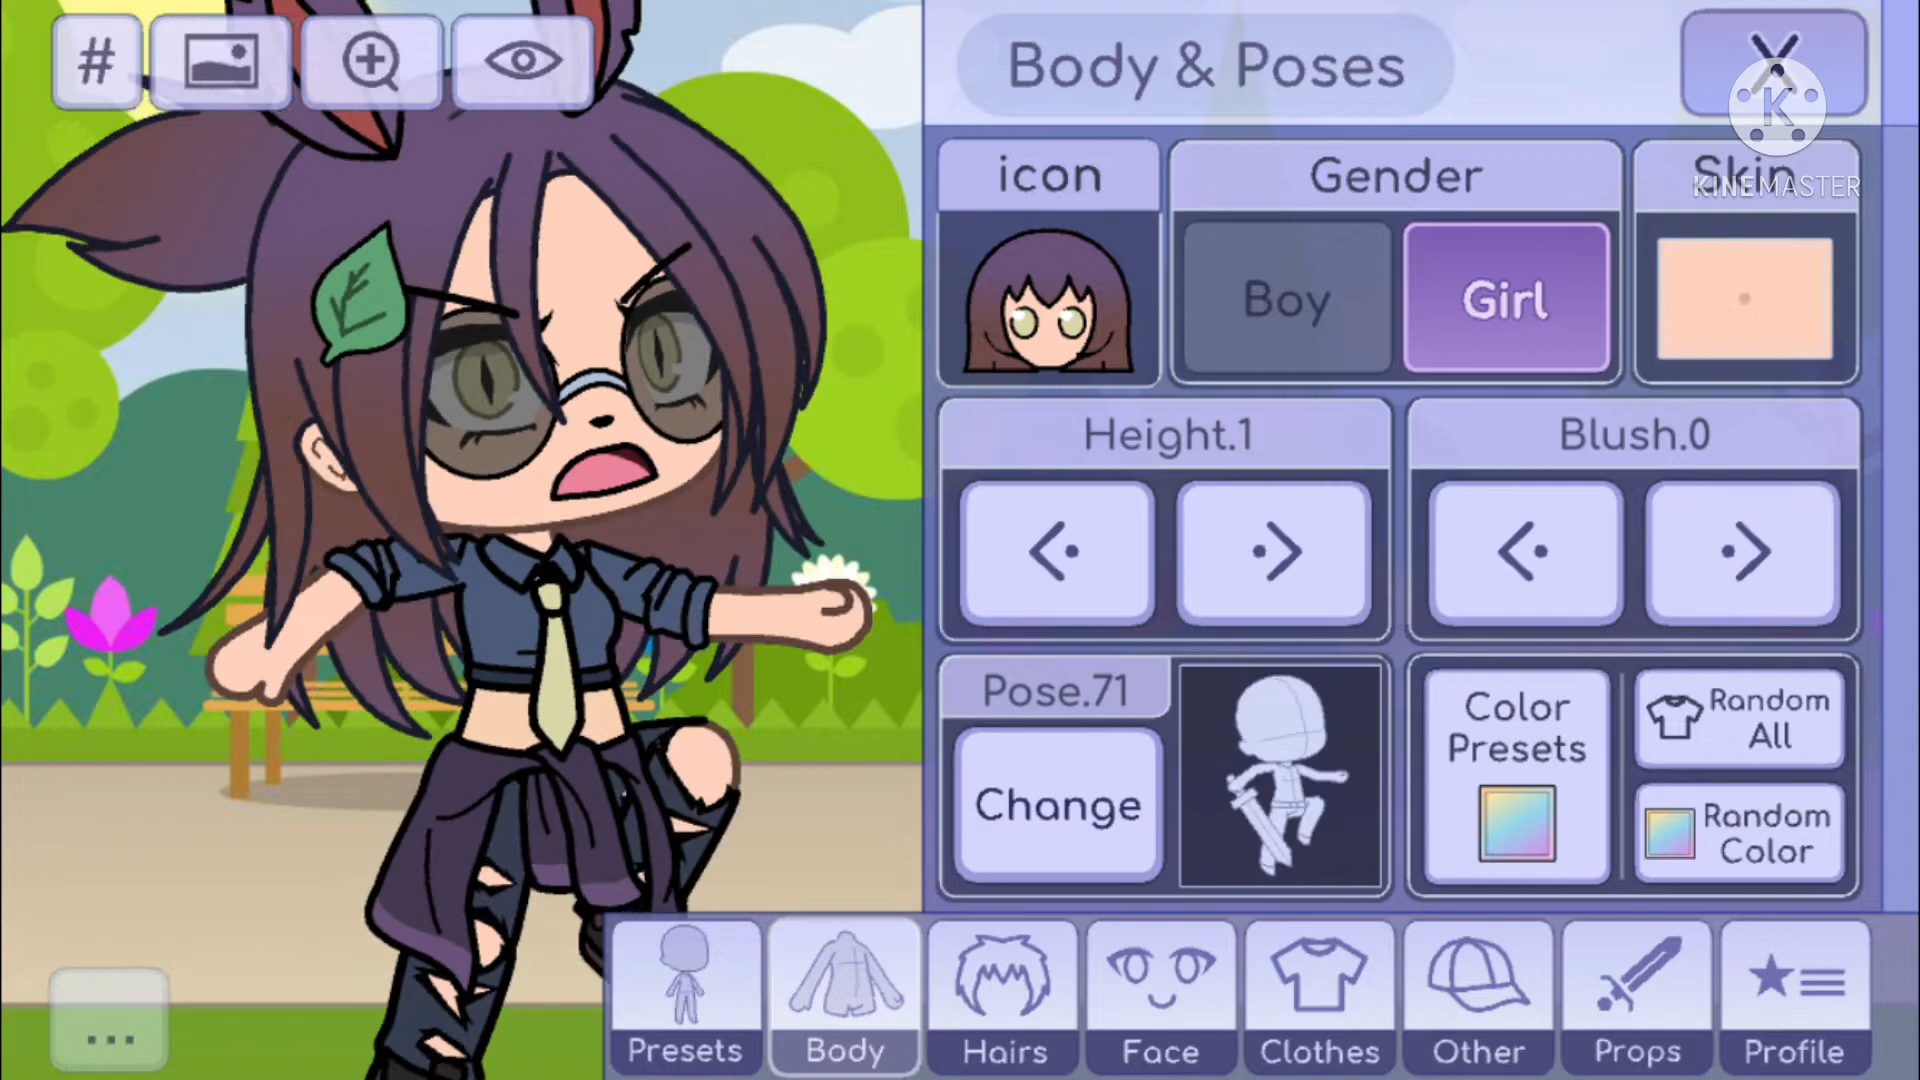 #
Body & Poses
X
K
KINEMASTER
icon
Gender
Skin
Boy
Girl
Height.1
Blush.0
Pose.71
Change
Color
Presets
Random
All
Random
Color
...
Presets
Body
Hairs
Face
Clothes
Other
Props
Profile